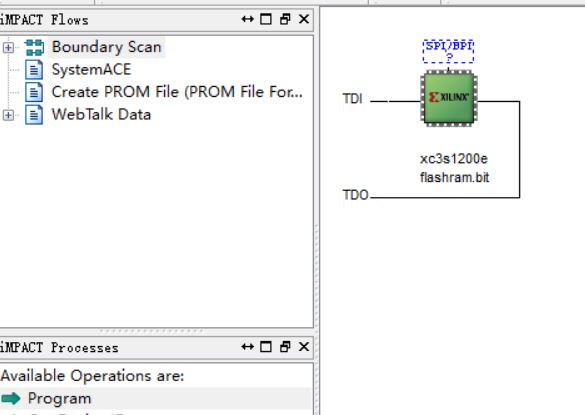 iMPACT Flows
Boundary Scan
SystemACE
Create PROM File (PROM File For...
WebTalk Data
SPI/BPI
?
TDI
XILINX
xc3s1200e
flashram.bit
TDO
iMPACT Processes
Available Operations are:
Program